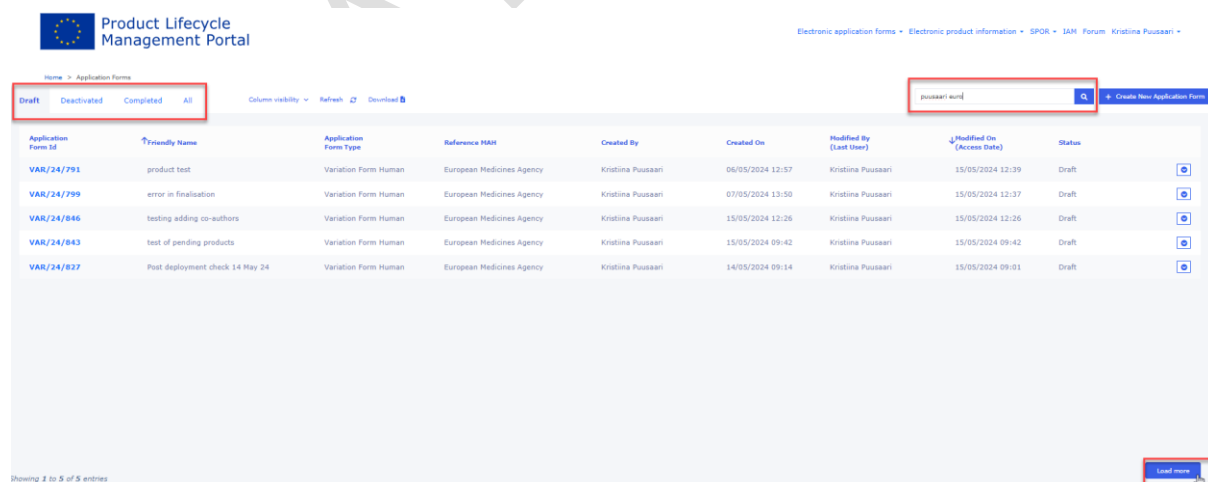 Product Lifecycle
Management Portal
Electronic application forms Electronic product information SPOR IAM Forum Kristiina Puusaari
Home > Application Forms
Draft Deactivated Completed All Column visibility Refresh Download puusaari euro + Create New Application Form
Application Form Id Friendly Name Application Form Type Reference MAH Created By Created On Modified By (Last User) Modified On (Access Date) Status
VAR/24/791 product test Variation Form Human European Medicines Agency Kristiina Puusaari 06/05/2024 12:57 Kristiina Puusaari 15/05/2024 12:39 Draft
VAR/24/799 error in finalisation Variation Form Human European Medicines Agency Kristiina Puusaari 07/05/2024 13:50 Kristiina Puusaari 15/05/2024 12:37 Draft
VAR/24/846 testing adding co-authors Variation Form Human European Medicines Agency Kristiina Puusaari 15/05/2024 12:26 Kristiina Puusaari 15/05/2024 12:26 Draft
VAR/24/843 test of pending products Variation Form Human European Medicines Agency Kristiina Puusaari 15/05/2024 09:42 Kristiina Puusaari 15/05/2024 09:42 Draft
VAR/24/827 Post deployment check 14 May 24 Variation Form Human European Medicines Agency Kristiina Puusaari 14/05/2024 09:14 Kristiina Puusaari 15/05/2024 09:01 Draft
Showing 1 to 5 of 5 entries
Load more